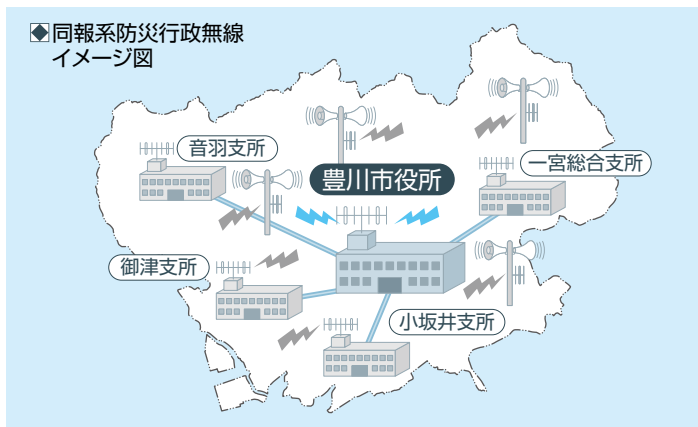 ◆同報系防災行政無線
イメージ図
音羽支所
豊川市役所
一宮総合支所
御津支所
小坂井支所